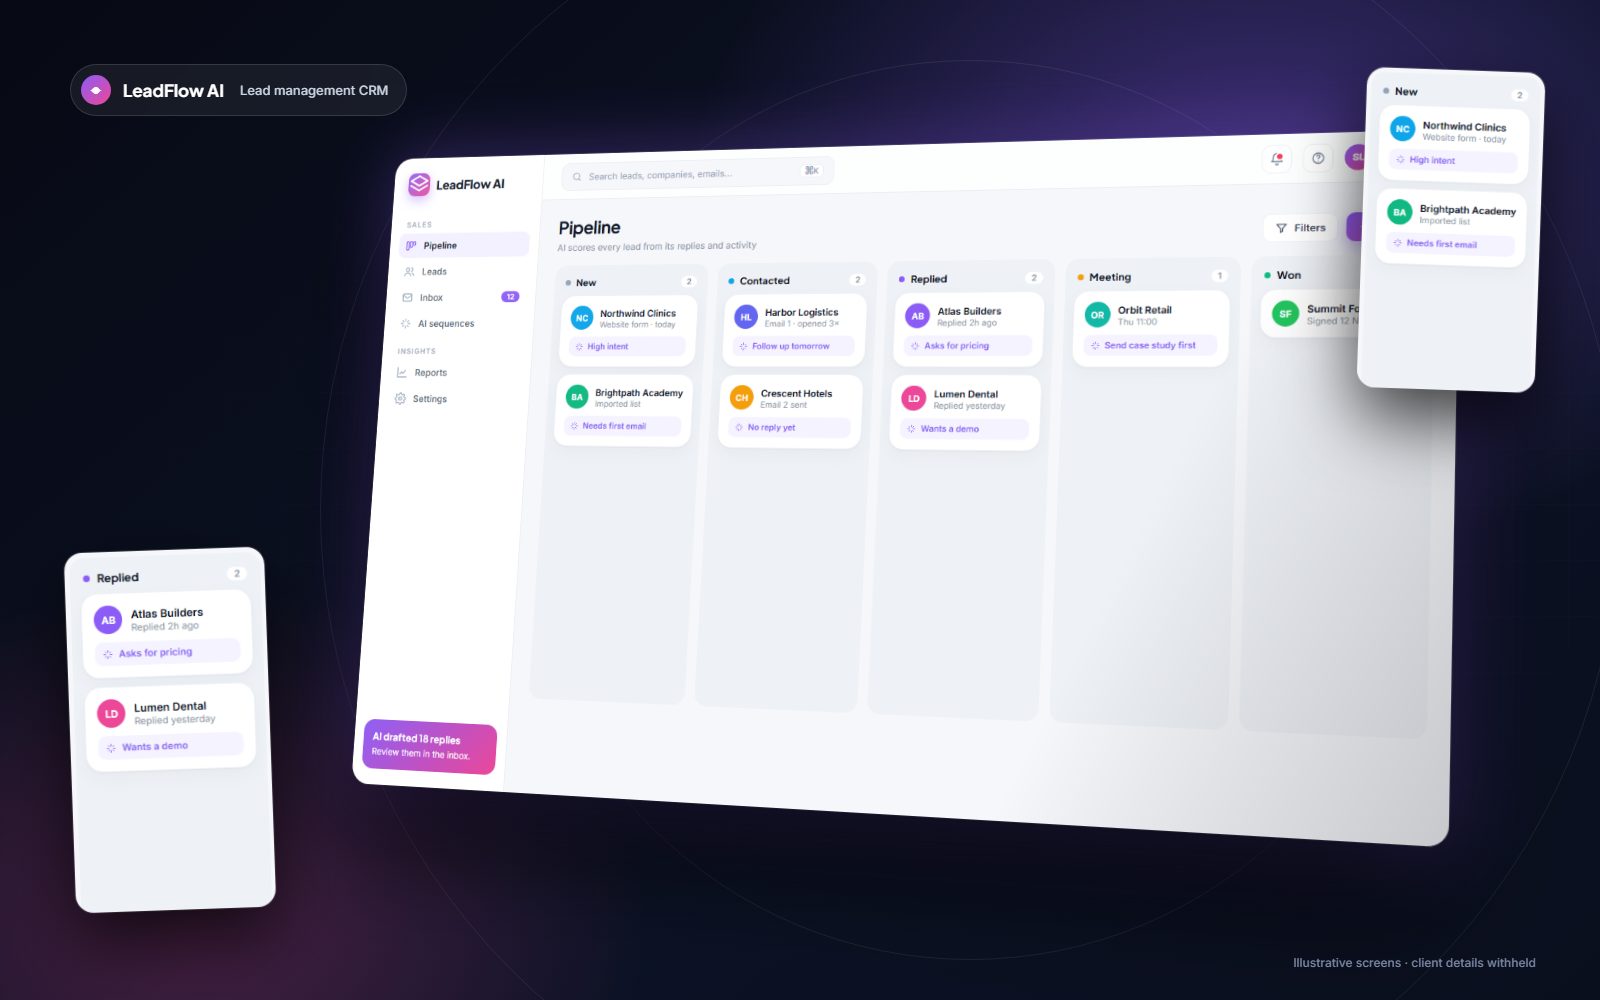 LeadFlow AI Lead management CRM
LeadFlow AI
Search leads, companies, emails... ⌘K
SALES
Pipeline
Leads
Inbox 12
AI sequences
INSIGHTS
Reports
Settings
AI drafted 18 replies
Review them in the inbox.
Pipeline
AI scores every lead from its replies and activity
Filters
New 2
NC Northwind Clinics
Website form · today
High intent
BA Brightpath Academy
Imported list
Needs first email
Contacted 2
HL Harbor Logistics
Email 1 · opened 3×
Follow up tomorrow
CH Crescent Hotels
Email 2 sent
No reply yet
Replied 2
AB Atlas Builders
Replied 2h ago
Asks for pricing
LD Lumen Dental
Replied yesterday
Wants a demo
Meeting 1
OR Orbit Retail
Thu 11:00
Send case study first
Won
SF Summit Fo
Signed 12 N
New 2
NC Northwind Clinics
Website form · today
High intent
BA Brightpath Academy
Imported list
Needs first email
Replied 2
AB Atlas Builders
Replied 2h ago
Asks for pricing
LD Lumen Dental
Replied yesterday
Wants a demo
Illustrative screens · client details withheld